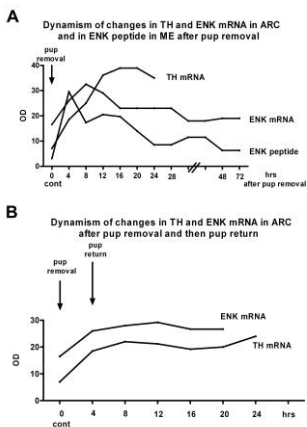 A
Dynamism of changes in TH and ENK mRNA in ARC
and in ENK peptide in ME after pup removal
pup
removal
40
30
20
10
0
OD
TH mRNA
ENK mRNA
ENK peptide
0 4 8 12 16 20 24 28 48 72 hrs
cont
after pup removal
B
Dynamism of changes in TH and ENK mRNA in ARC
after pup removal and then pup return
pup
return
pup
removal
30
20
10
0
OD
ENK mRNA
TH mRNA
0 4 8 12 16 20 24 hrs
cont